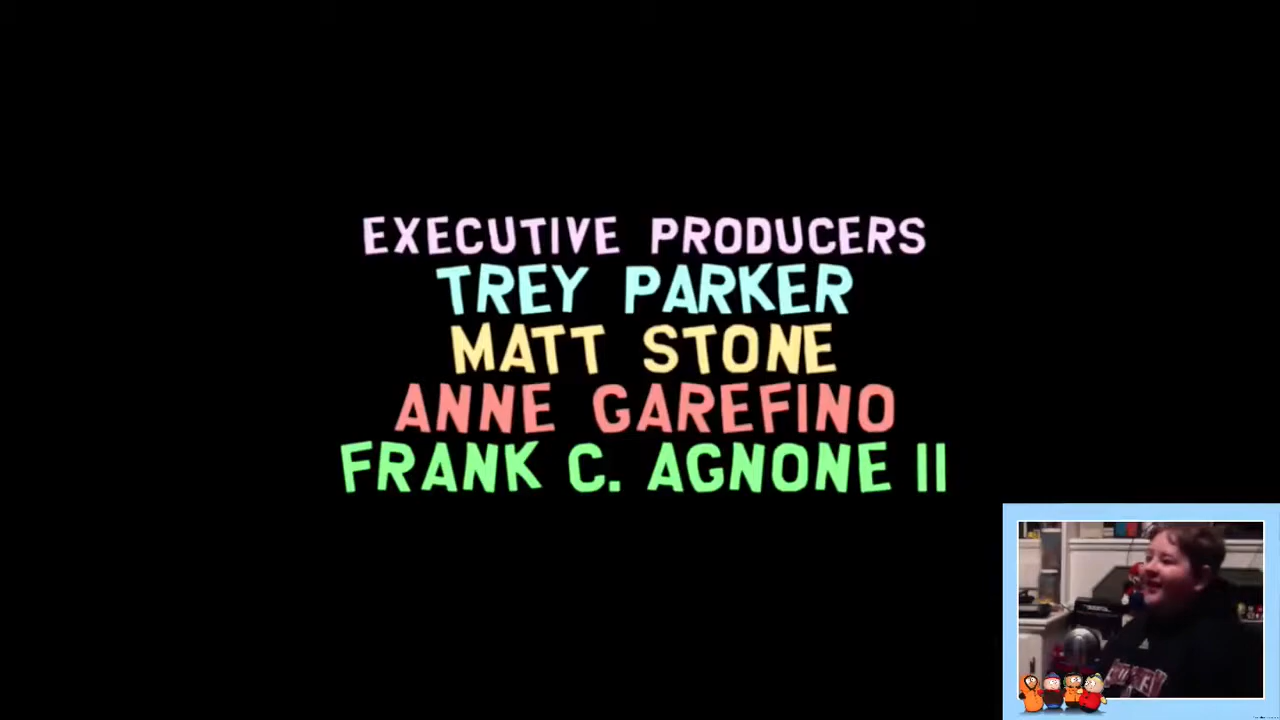 EXECUTIVE PRODUCERS
TREY PARKER
MATT STONE
ANNE GAREFINO
FRANK C. AGNONE II